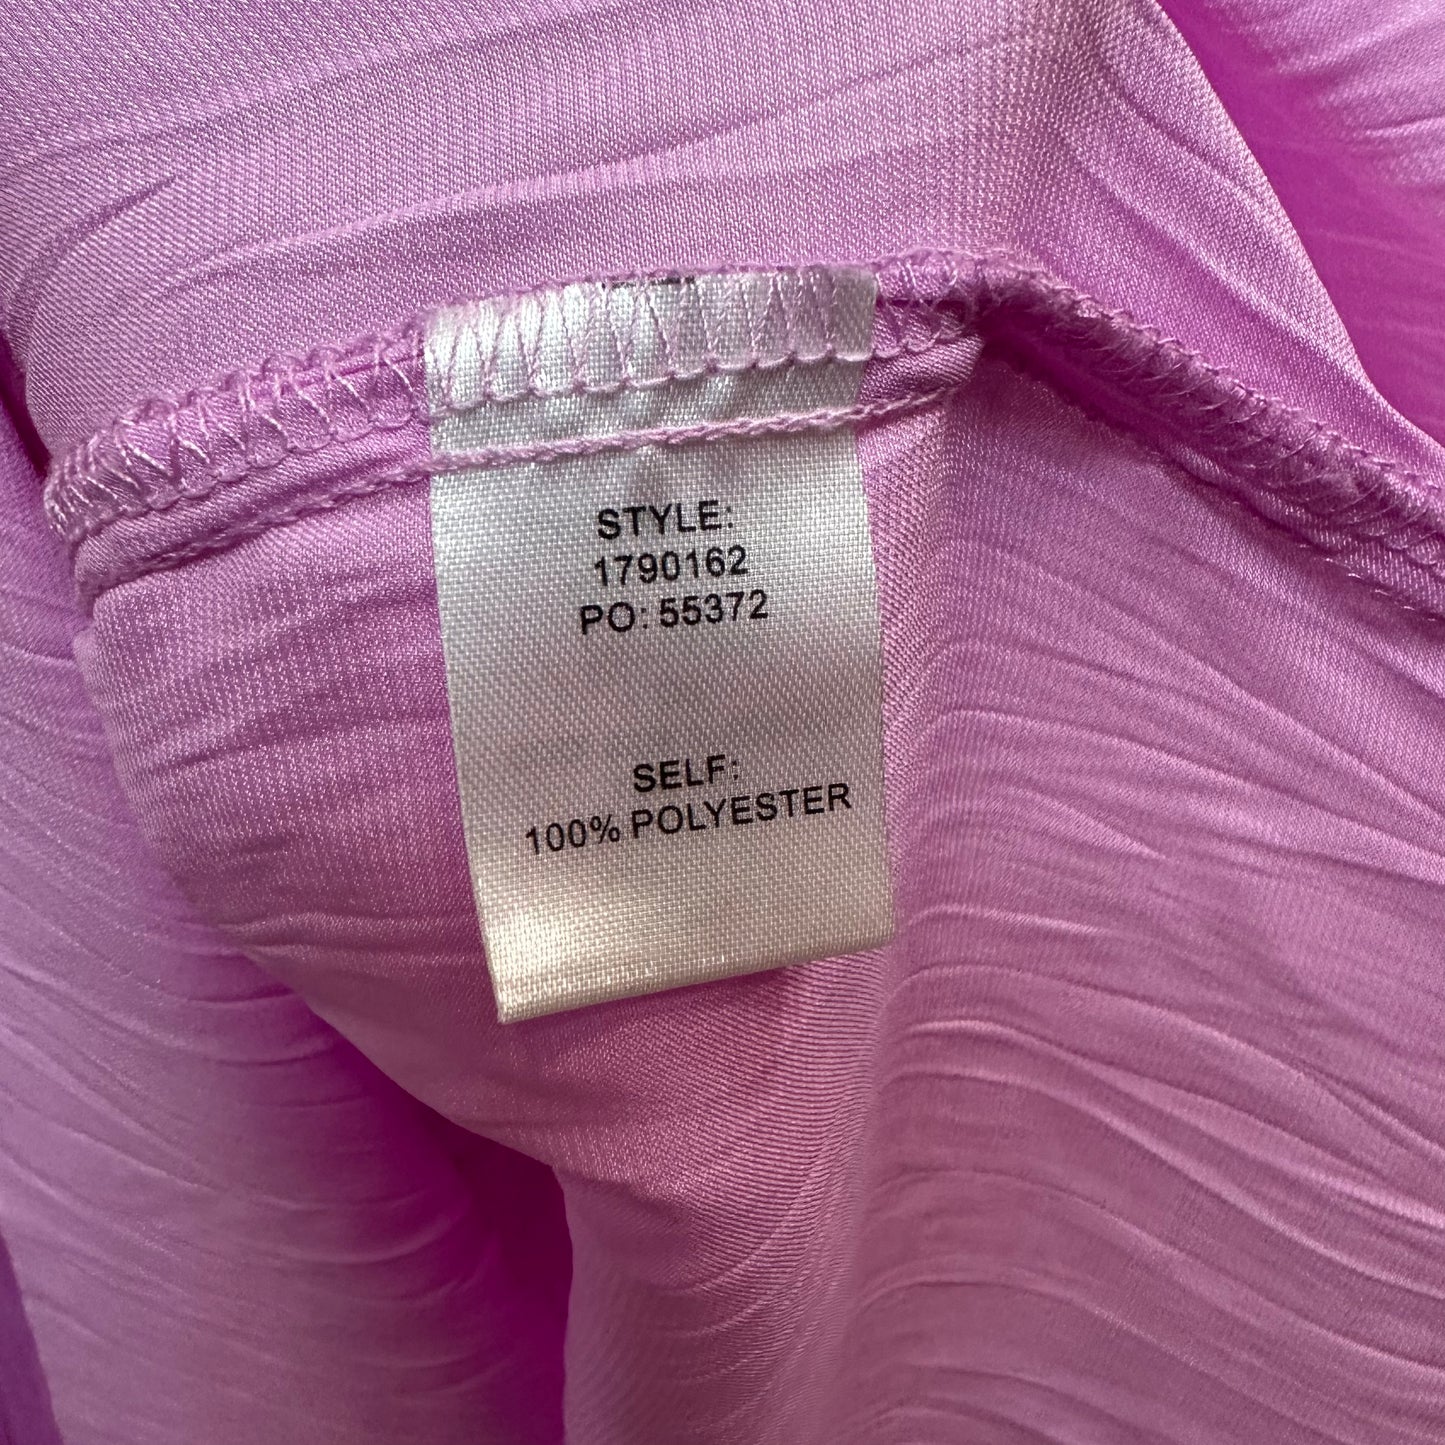 STYLE:
1790162
PO: 55372
SELF:
100% POLYESTER